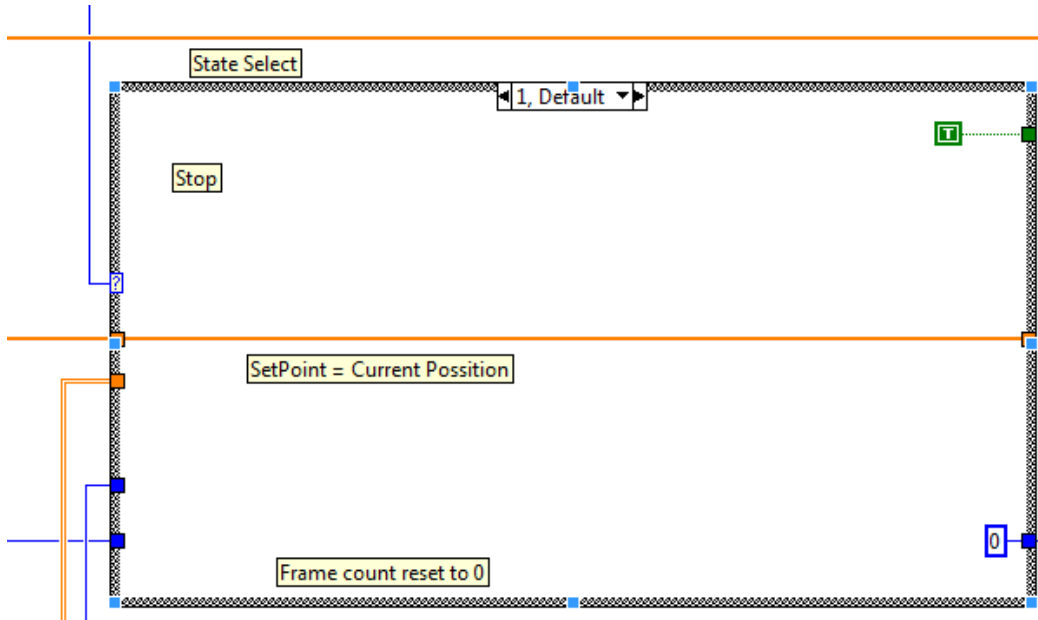 State Select
1, Default
T
Stop
?
SetPoint = Current Possition
0
Frame count reset to 0